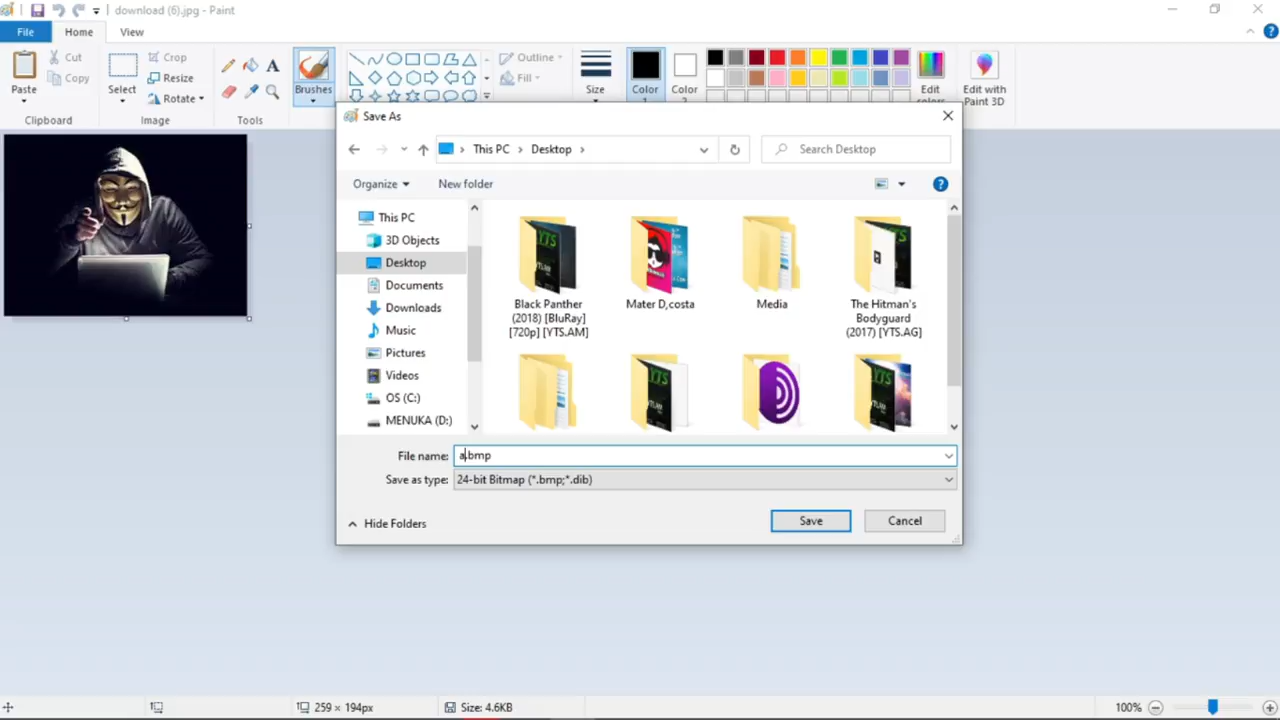 download (6).jpg - Paint
File
Home
View
Paste
Cut
Copy
Clipboard
Select
Crop
Resize
Rotate
Image
Tools
Brushes
Outline
Fill
Size
Color
1
Color
2
Edit
colors
Edit with
Paint 3D
Save As
This PC
Desktop
Search Desktop
Organize
New folder
This PC
3D Objects
Desktop
Documents
Downloads
Music
Pictures
Videos
OS (C:)
MENUKA (D:)
Black Panther
(2018) [BluRay]
[720p] [YTS.AM]
Mater D,costa
Media
The Hitman's
Bodyguard
(2017) [YTS.AG]
File name:
a.bmp
Save as type:
24-bit Bitmap (*.bmp;*.dib)
Hide Folders
Save
Cancel
259 × 194px
Size: 4.6KB
100%